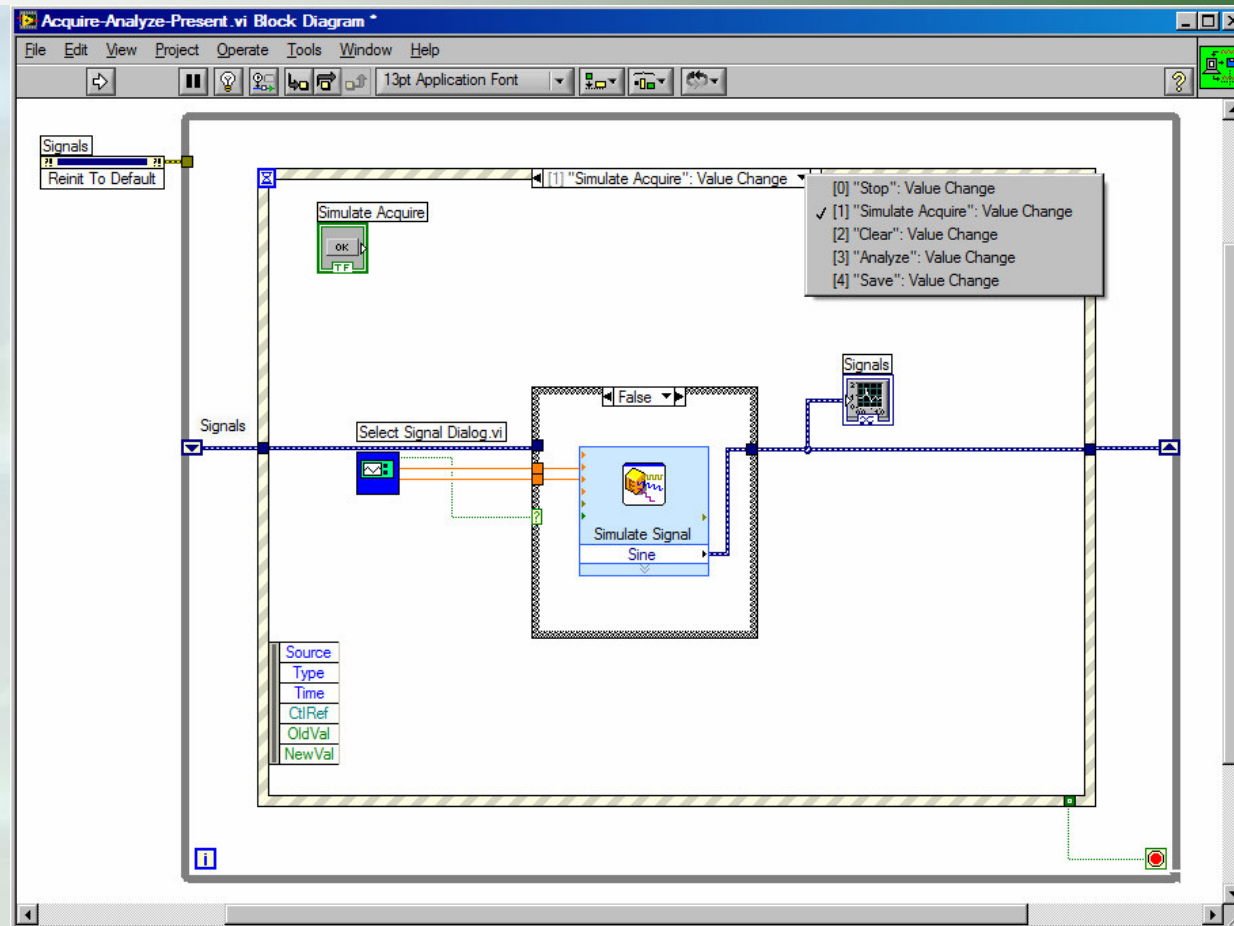 Acquire-Analyze-Present.vi Block Diagram *
File Edit View Project Operate Tools Window Help
13pt Application Font
Signals
Reinit To Default
[1] "Simulate Acquire": Value Change
[0] "Stop": Value Change
[1] "Simulate Acquire": Value Change
[2] "Clear": Value Change
[3] "Analyze": Value Change
[4] "Save": Value Change
Simulate Acquire
OK
TF
Signals
False
Signals
Select Signal Dialog.vi
?
Simulate Signal
Sine
Source
Type
Time
CtlRef
OldVal
NewVal
i